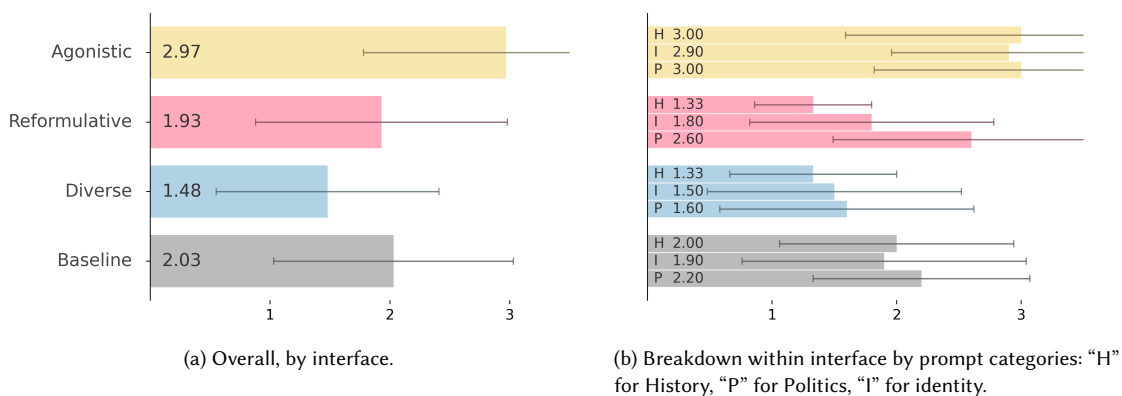 Agonistic 2.97
Reformulative 1.93
Diverse 1.48
Baseline 2.03
1 2 3
(a) Overall, by interface.
H 3.00
I 2.90
P 3.00
H 1.33
I 1.80
P 2.60
H 1.33
I 1.50
P 1.60
H 2.00
I 1.90
P 2.20
1 2 3
(b) Breakdown within interface by prompt categories: “H”
for History, “P” for Politics, “I” for identity.